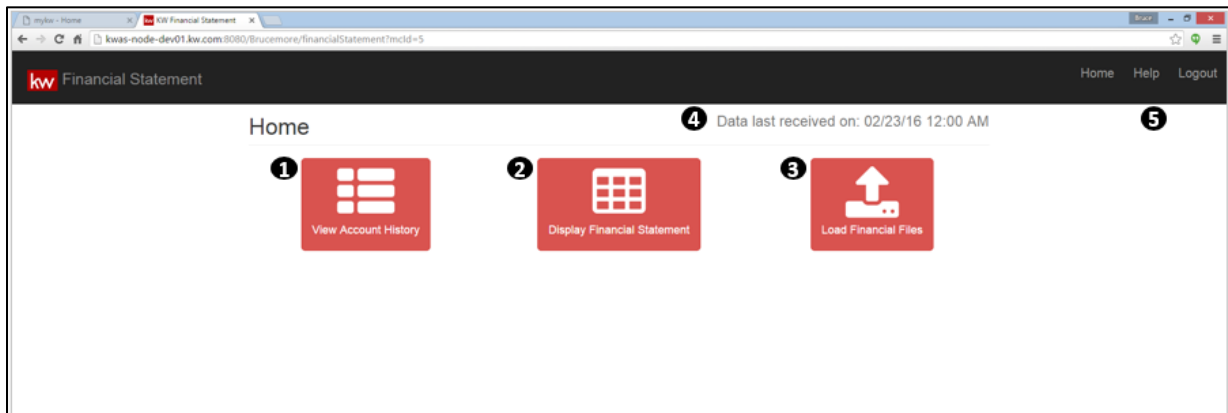 mykw - Home
KW Financial Statement
Bruce
kwas-node-dev01.kw.com:8080/Brucemore/financialStatement?mcId=5
kw Financial Statement
Home Help Logout
Home
4 Data last received on: 02/23/16 12:00 AM
5
1 View Account History
2 Display Financial Statement
3 Load Financial Files